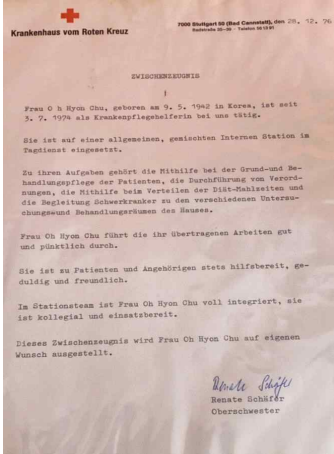 Krankenhaus vom Roten Kreuz
7000 Stuttgart 50 (Bad Cannstatt), den 28. 12. 76
ZWISCHENZEUGNIS
Frau O h Hyon Chu, geboren am 9. 5. 1942 in Korea, ist seit
3. 7. 1974 als Krankenpflegehelferin bei uns tätig.
Sie ist auf einer allgemeinen, gemischten Internen Station im
Tagdienst eingesetzt.
Zu ihren Aufgaben gehört die Mithilfe bei der Grund-und Be-
handlungspflege der Patienten, die Durchführung von Verord-
nungen, die Mithilfe beim Verteilen der Diät-Mahlzeiten und
die Begleitung Schwerkranker zu den verschiedenen Untersu-
chungsewund Behandlungsräumen des Hauses.
Frau Oh Hyon Chu führt die ihr übertragenen Arbeiten gut
und pünktlich durch.
Sie ist zu Patienten und Angehörigen stets hilfsbereit, ge-
duldig und freundlich.
Im Stationsteam ist Frau Oh Hyon Chu voll integriert, sie
ist kollegial und einsatzbereit.
Dieses Zwischenzeugnis wird Frau Oh Hyon Chu auf eigenen
Wunsch ausgestellt.
Renate Schäfer
Renate Schäfer
Oberschwester